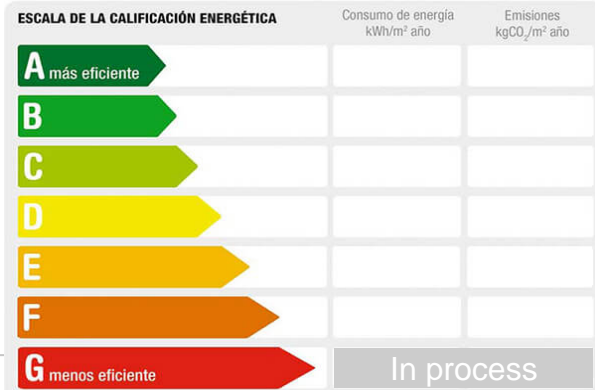 ESCALA DE LA CALIFICACIÓN ENERGÉTICA
Consumo de energía
kWh/m² año
Emisiones
kgCO₂/m² año
A más eficiente
B
C
D
E
F
G menos eficiente
In process